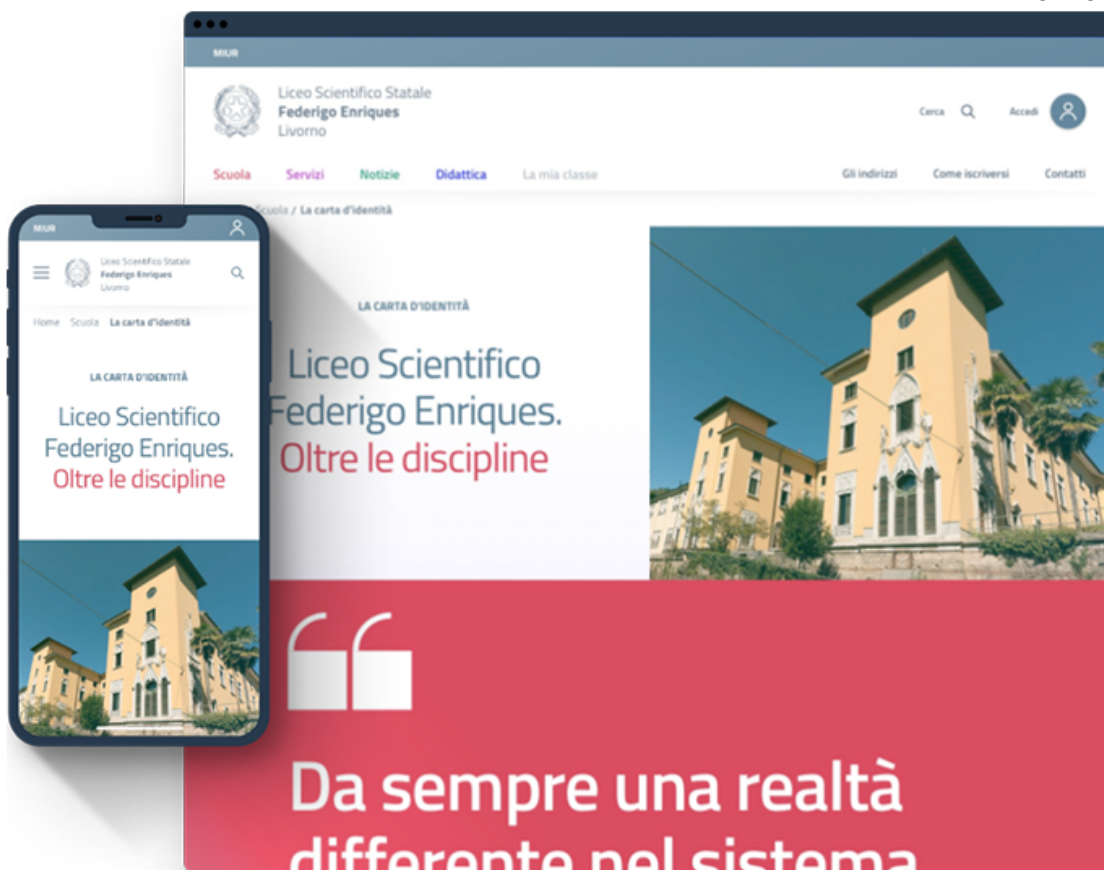 MIUR
Liceo Scientifico Statale
Federigo Enriques
Livorno
Cerca
Accedi
Scuola Servizi Notizie Didattica La mia classe Gli indirizzi Come iscriversi Contatti
Scuola / La carta d'identità
LA CARTA D'IDENTITÀ
Liceo Scientifico
Federigo Enriques.
Oltre le discipline
Da sempre una realtà
differente nel sistema
MIUR
Liceo Scientifico Statale
Federigo Enriques
Livorno
Home Scuola La carta d'identità
LA CARTA D'IDENTITÀ
Liceo Scientifico
Federigo Enriques.
Oltre le discipline